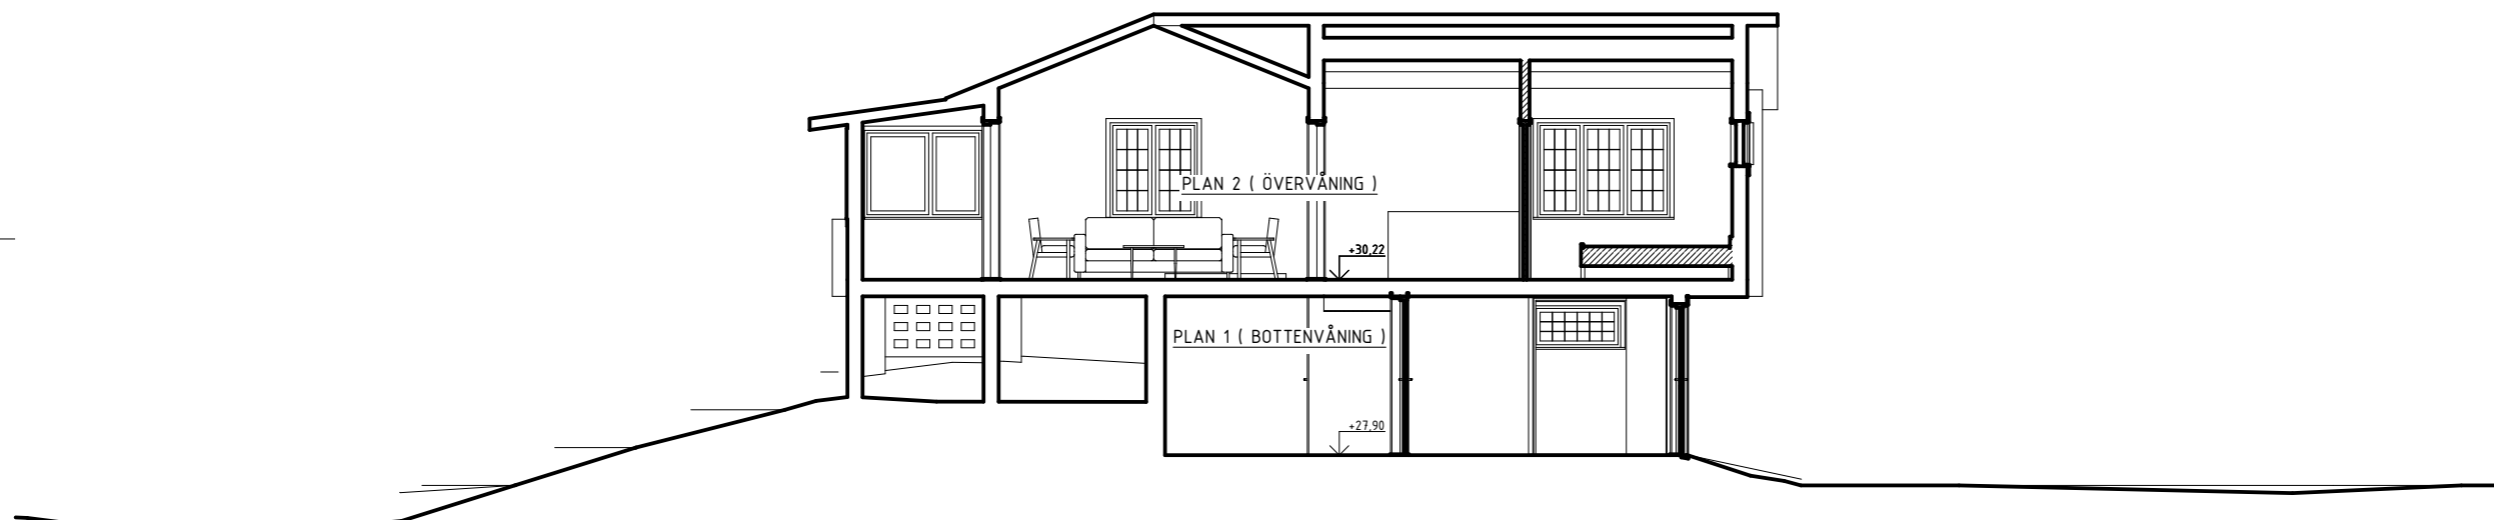 PLAN 2 ( ÖVERVÅNING )
+30,22
PLAN 1 ( BOTTENVÅNING )
+27,90